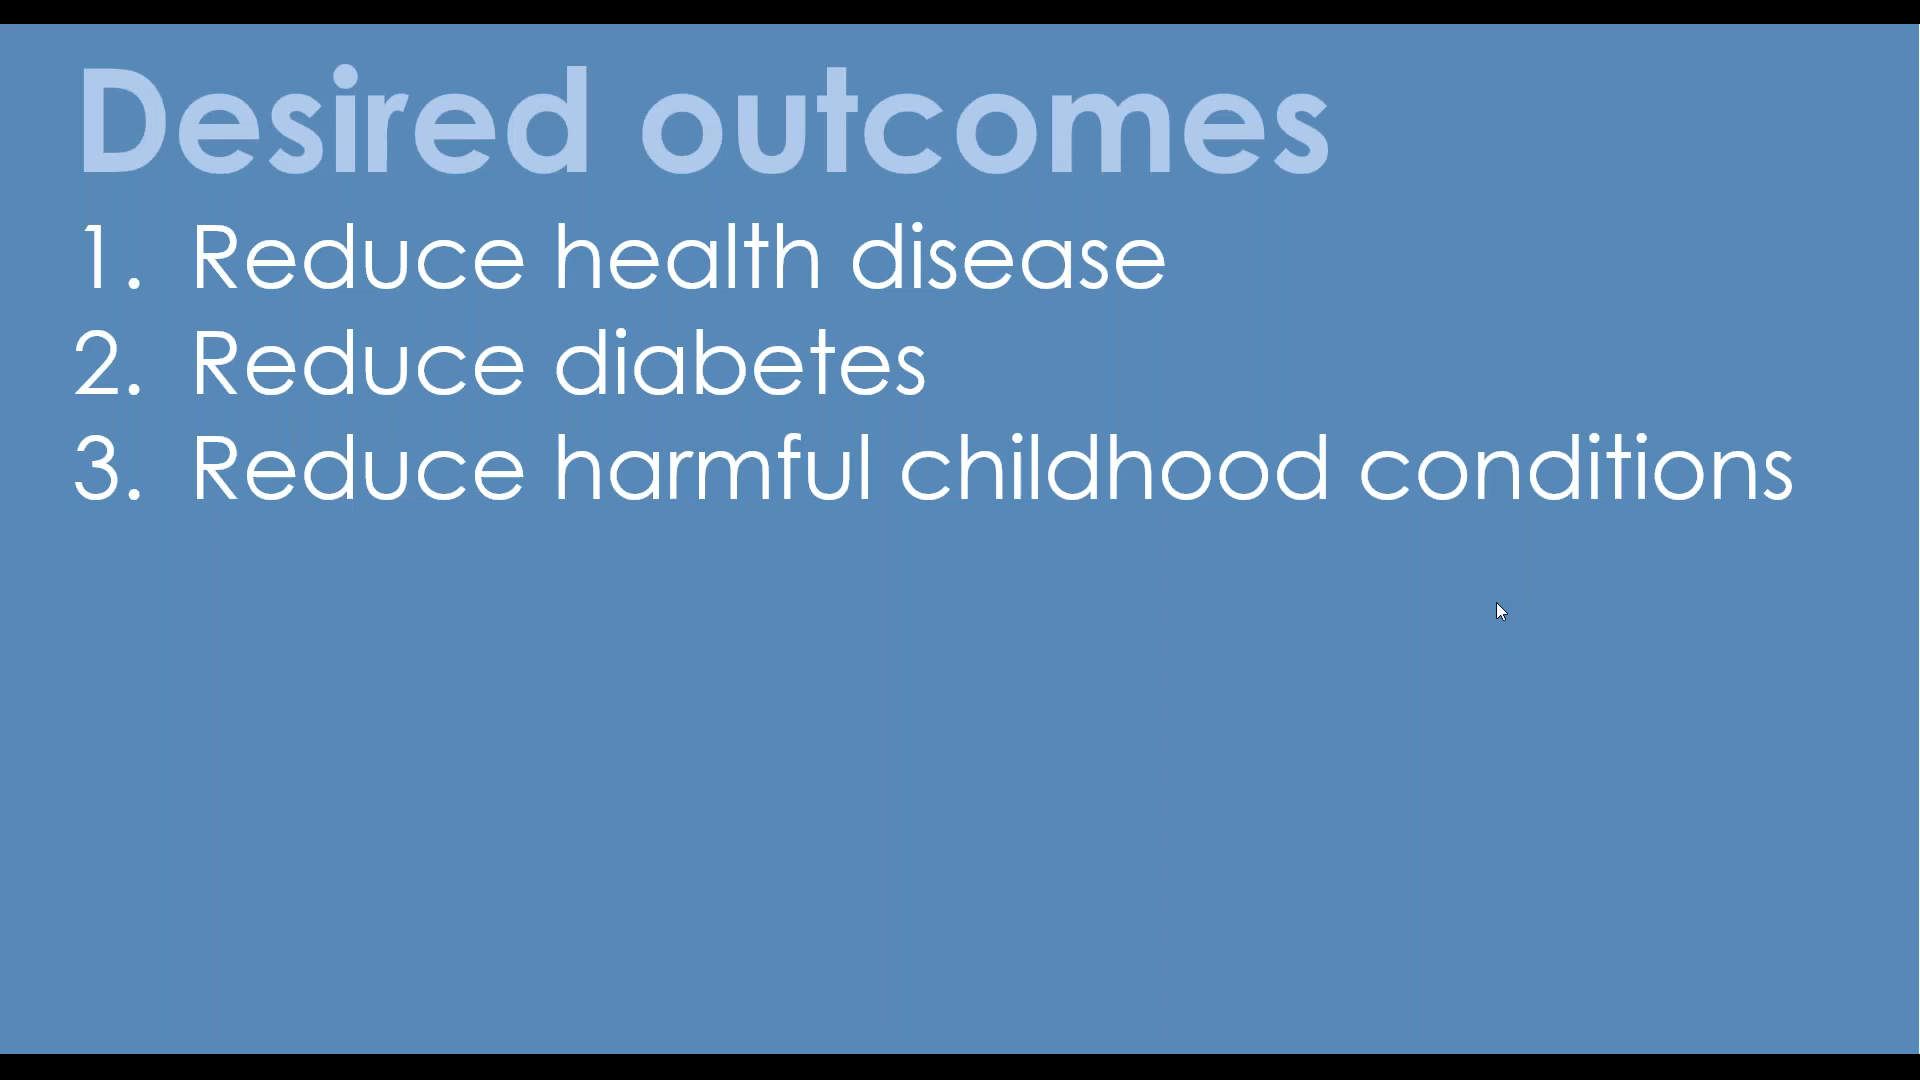 Desired outcomes
1. Reduce health disease
2. Reduce diabetes
3. Reduce harmful childhood conditions